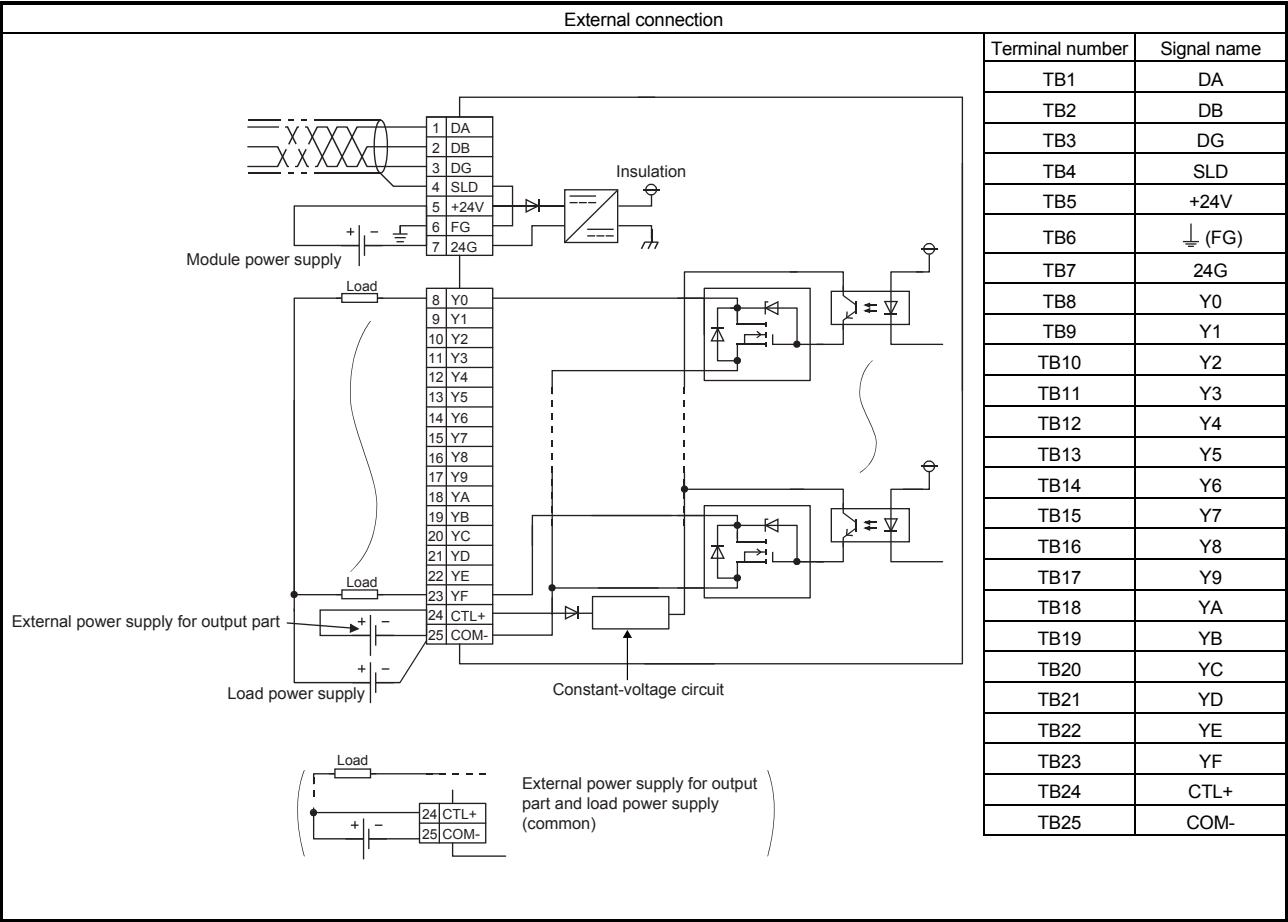 External connection
1 DA
2 DB
3 DG
4 SLD
5 +24V
6 FG
7 24G
Insulation
+ −
Module power supply
Load
8 Y0
9 Y1
10 Y2
11 Y3
12 Y4
13 Y5
14 Y6
15 Y7
16 Y8
17 Y9
18 YA
19 YB
20 YC
21 YD
22 YE
23 YF
24 CTL+
25 COM-
Load
External power supply for output part
+ −
+ −
Load power supply
Constant-voltage circuit
Load
24 CTL+
25 COM-
+ −
External power supply for output
part and load power supply
(common)
Terminal number Signal name
TB1 DA
TB2 DB
TB3 DG
TB4 SLD
TB5 +24V
TB6 ⏚ (FG)
TB7 24G
TB8 Y0
TB9 Y1
TB10 Y2
TB11 Y3
TB12 Y4
TB13 Y5
TB14 Y6
TB15 Y7
TB16 Y8
TB17 Y9
TB18 YA
TB19 YB
TB20 YC
TB21 YD
TB22 YE
TB23 YF
TB24 CTL+
TB25 COM-